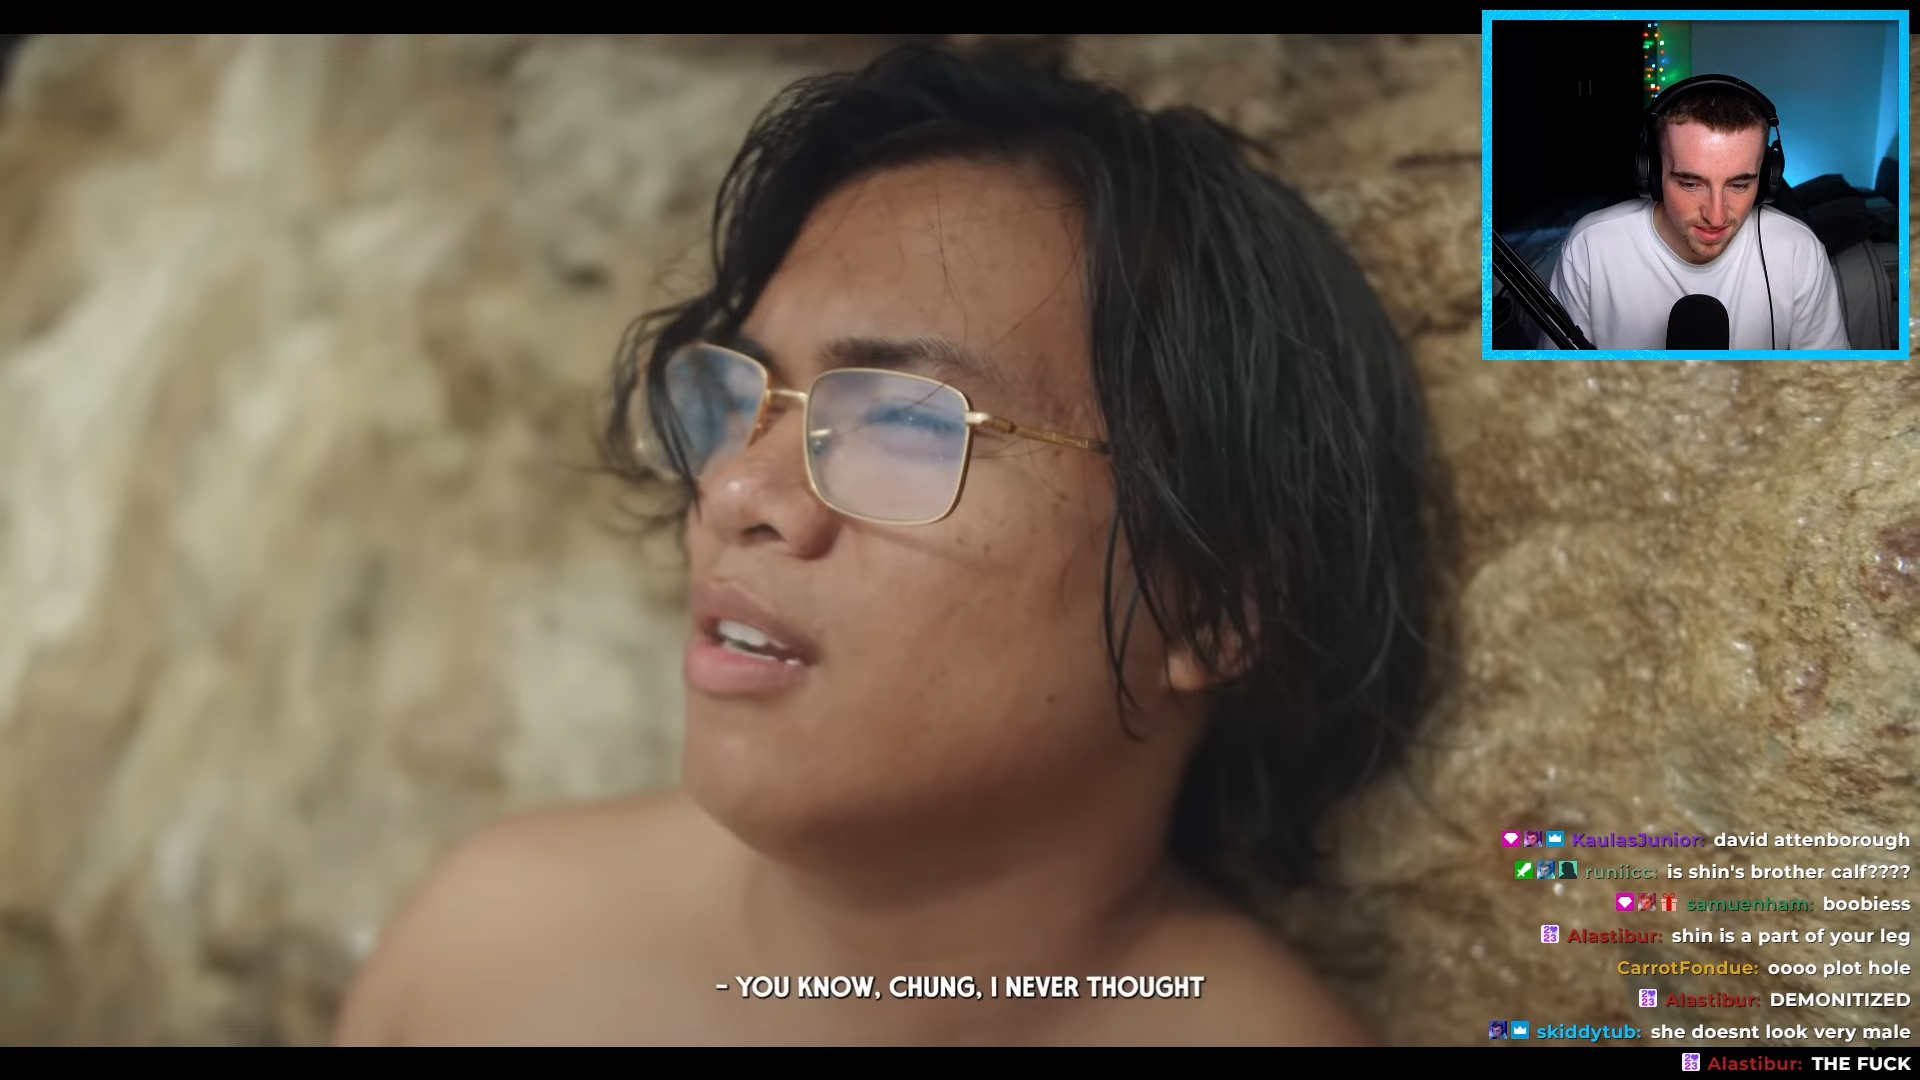 - YOU KNOW, CHUNG, I NEVER THOUGHT
KaulasJunior: david attenborough
runiicc: is shin's brother calf????
samuenham: boobiess
Alastibur: shin is a part of your leg
CarrotFondue: oooo plot hole
Alastibur: DEMONITIZED
skiddytub: she doesnt look very male
Alastibur: THE FUCK